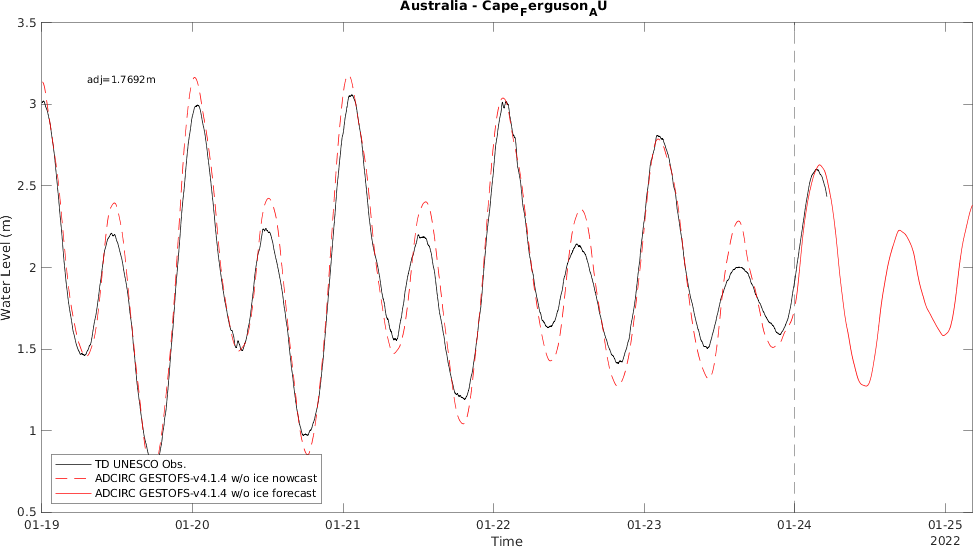 Australia - Cape_Ferguson_AU
3.5
adj=1.7692m
3
2.5
2
1.5
1
0.5
Water Level (m)
TD UNESCO Obs.
ADCIRC GESTOFS-v4.1.4 w/o ice nowcast
ADCIRC GESTOFS-v4.1.4 w/o ice forecast
01-19 01-20 01-21 01-22 01-23 01-24 01-25
Time
2022